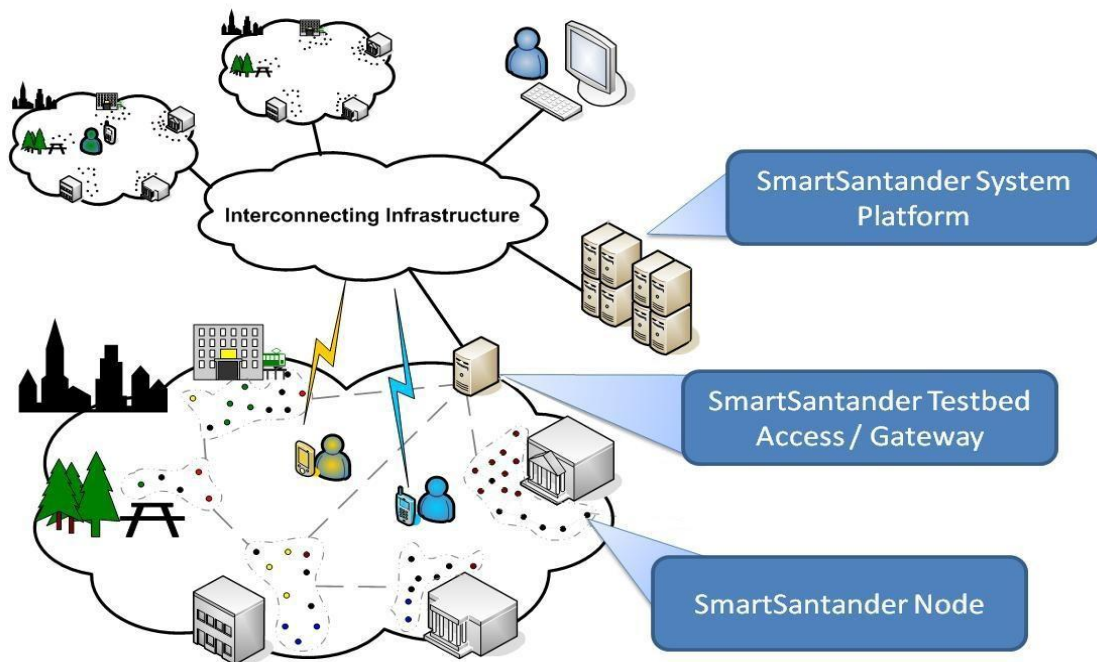 Interconnecting Infrastructure
SmartSantander System
Platform
SmartSantander Testbed
Access / Gateway
SmartSantander Node